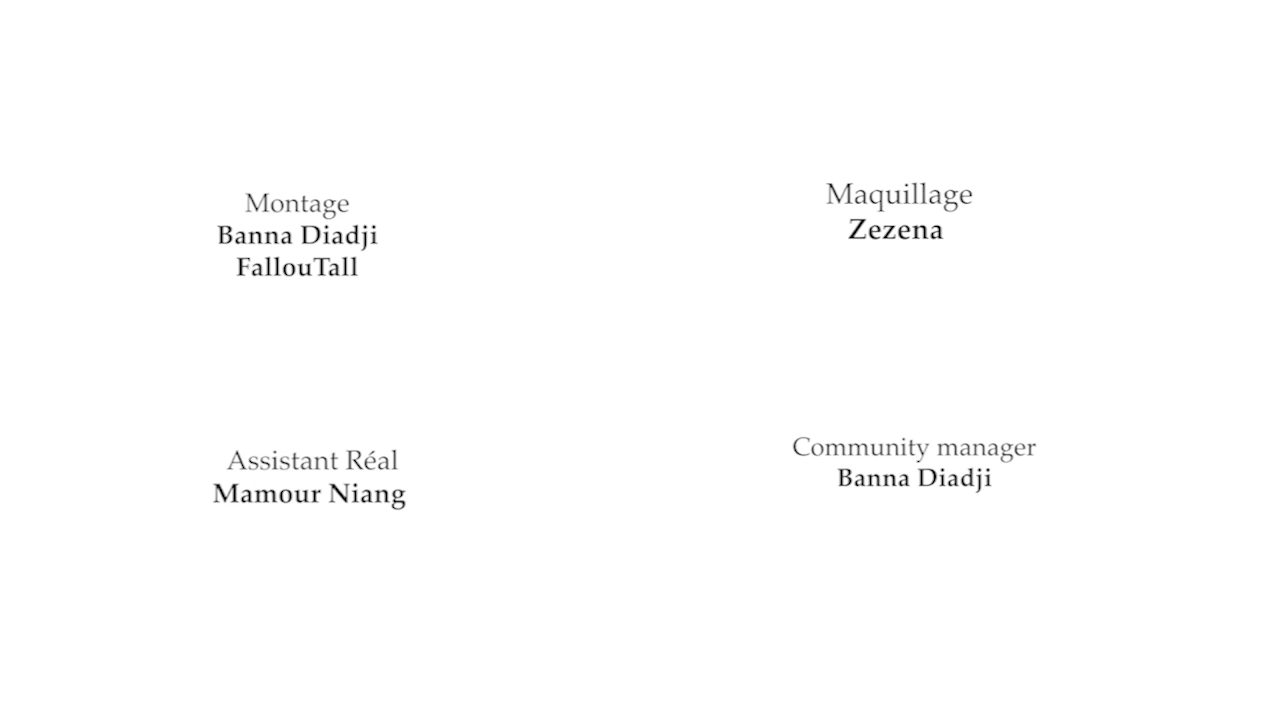 Montage
Banna Diadji
FallouTall
Maquillage
Zezena
Assistant Réal
Mamour Niang
Community manager
Banna Diadji